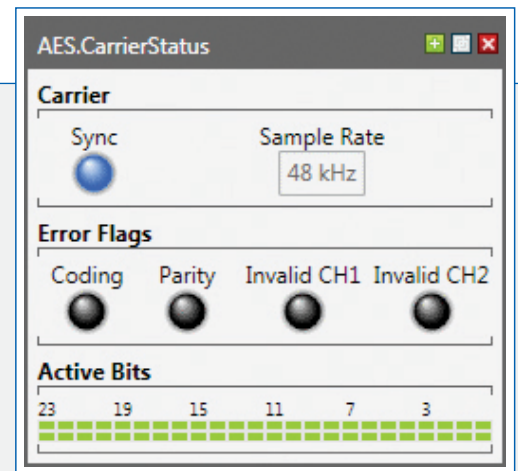 AES.CarrierStatus
Carrier
Sync Sample Rate
48 kHz
Error Flags
Coding Parity Invalid CH1 Invalid CH2
Active Bits
23 19 15 11 7 3